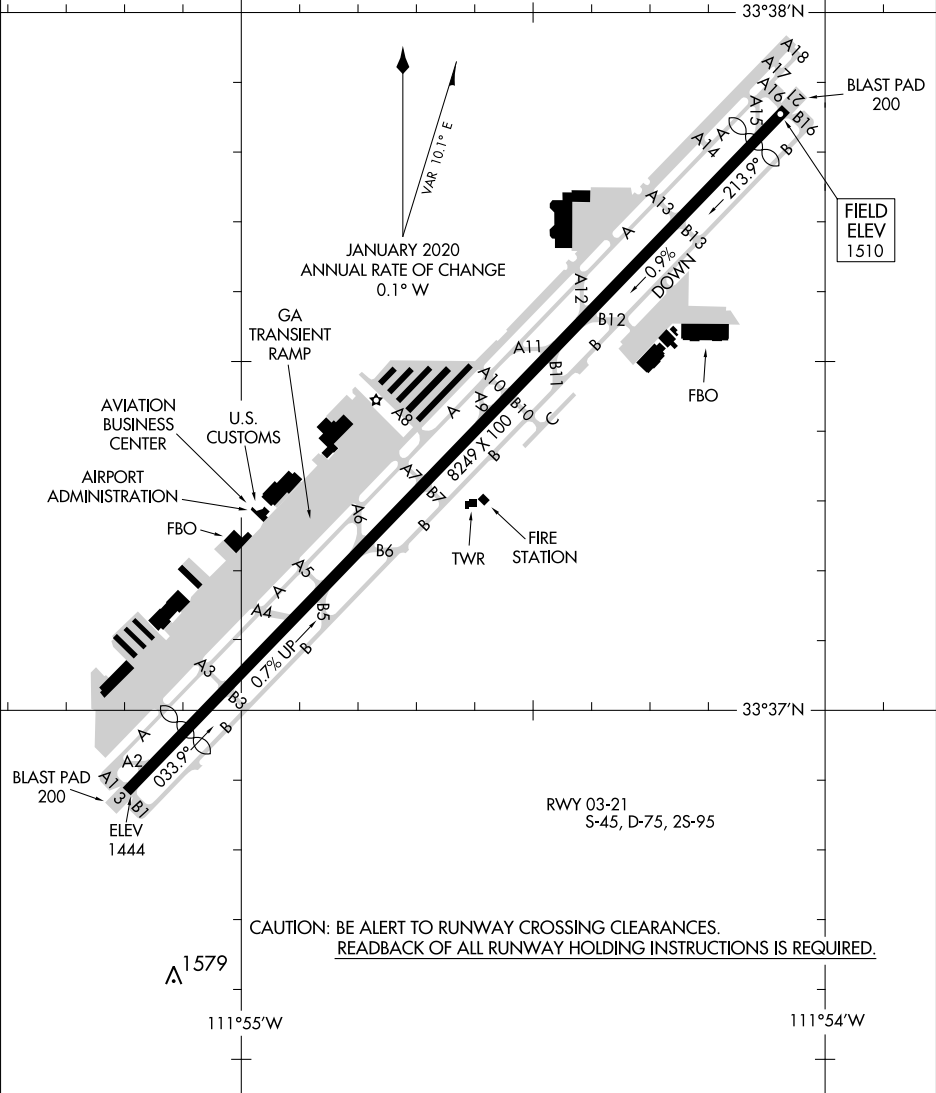 33°38'N
A18
A17
A16
21
BLAST PAD
200
A15
B16
A
A14
B
213.9°
VAR 10.1° E
FIELD
ELEV
1510
A13
A
B13
JANUARY 2020
ANNUAL RATE OF CHANGE
0.1° W
0.9%
DOWN
A12
GA
TRANSIENT
RAMP
B12
A11
B
B11
FBO
A10
A9
AVIATION
BUSINESS
CENTER
U.S.
CUSTOMS
A8
A
B10
C
8249 X 100
B
AIRPORT
ADMINISTRATION
A7
B7
FBO
A6
B
FIRE
STATION
TWR
B6
A5
A
A4
B5
B
0.7% UP
A3
B3
33°37'N
A
B
033.9°
A2
A1
BLAST PAD
200
3
B1
ELEV
1444
RWY 03-21
S-45, D-75, 2S-95
CAUTION: BE ALERT TO RUNWAY CROSSING CLEARANCES.
READBACK OF ALL RUNWAY HOLDING INSTRUCTIONS IS REQUIRED.
1579
111°55'W
111°54'W